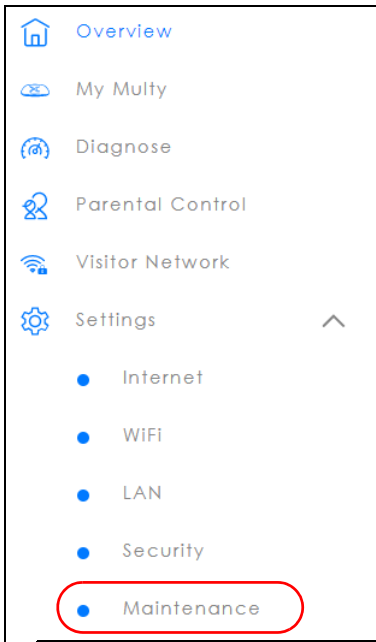 Overview
My Multy
Diagnose
Parental Control
Visitor Network
Settings
Internet
WiFi
LAN
Security
Maintenance